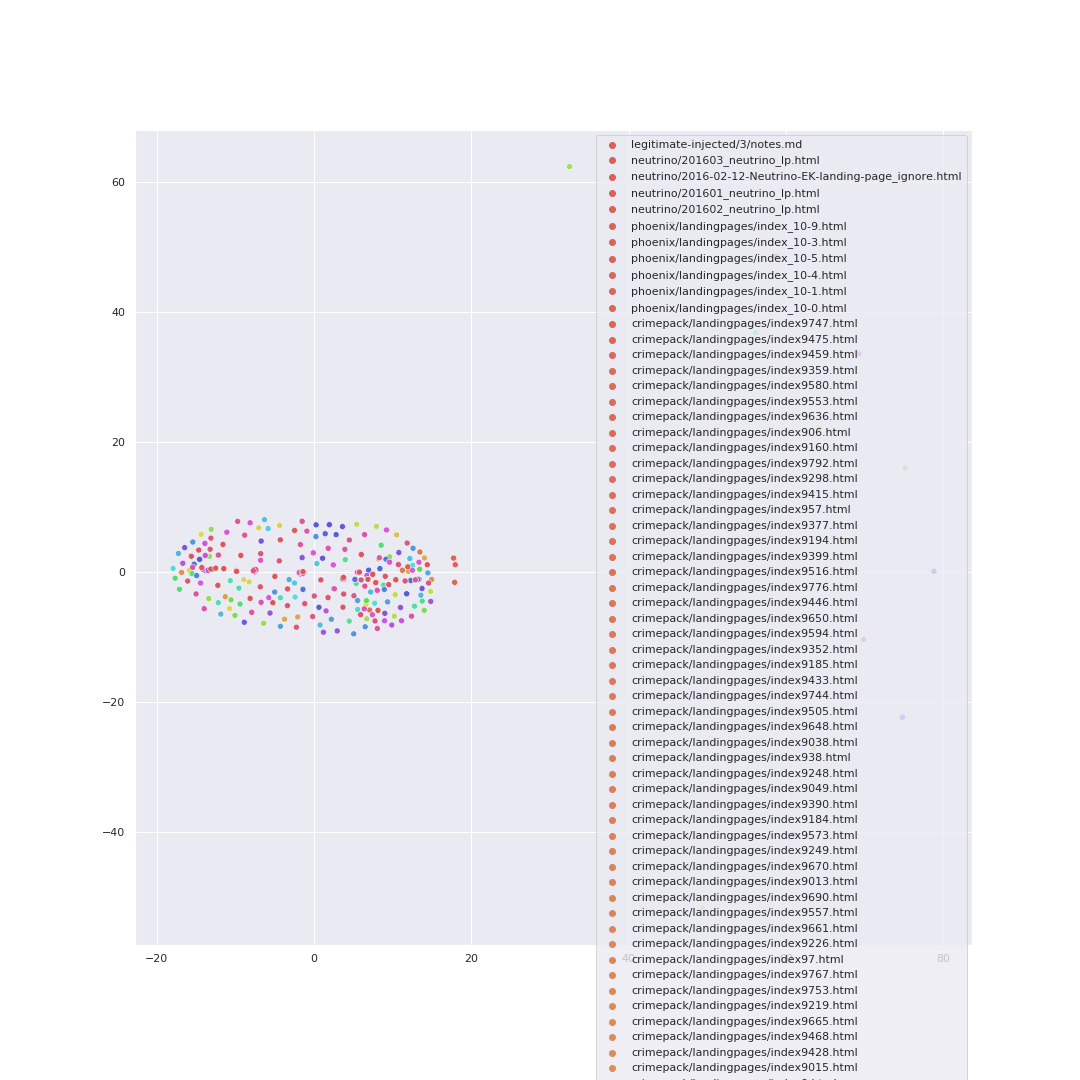 60
40
20
0
−20
−40
−20
0
20
40
80
legitimate-injected/3/notes.md
neutrino/201603_neutrino_lp.html
neutrino/2016-02-12-Neutrino-EK-landing-page_ignore.html
neutrino/201601_neutrino_lp.html
neutrino/201602_neutrino_lp.html
phoenix/landingpages/index_10-9.html
phoenix/landingpages/index_10-3.html
phoenix/landingpages/index_10-5.html
phoenix/landingpages/index_10-4.html
phoenix/landingpages/index_10-1.html
phoenix/landingpages/index_10-0.html
crimepack/landingpages/index9747.html
crimepack/landingpages/index9475.html
crimepack/landingpages/index9459.html
crimepack/landingpages/index9359.html
crimepack/landingpages/index9580.html
crimepack/landingpages/index9553.html
crimepack/landingpages/index9636.html
crimepack/landingpages/index906.html
crimepack/landingpages/index9160.html
crimepack/landingpages/index9792.html
crimepack/landingpages/index9298.html
crimepack/landingpages/index9415.html
crimepack/landingpages/index957.html
crimepack/landingpages/index9377.html
crimepack/landingpages/index9194.html
crimepack/landingpages/index9399.html
crimepack/landingpages/index9516.html
crimepack/landingpages/index9776.html
crimepack/landingpages/index9446.html
crimepack/landingpages/index9650.html
crimepack/landingpages/index9594.html
crimepack/landingpages/index9352.html
crimepack/landingpages/index9185.html
crimepack/landingpages/index9433.html
crimepack/landingpages/index9744.html
crimepack/landingpages/index9505.html
crimepack/landingpages/index9648.html
crimepack/landingpages/index9038.html
crimepack/landingpages/index938.html
crimepack/landingpages/index9248.html
crimepack/landingpages/index9049.html
crimepack/landingpages/index9390.html
crimepack/landingpages/index9184.html
crimepack/landingpages/index9573.html
crimepack/landingpages/index9249.html
crimepack/landingpages/index9670.html
crimepack/landingpages/index9013.html
crimepack/landingpages/index9690.html
crimepack/landingpages/index9557.html
crimepack/landingpages/index9661.html
crimepack/landingpages/index9226.html
crimepack/landingpages/index97.html
crimepack/landingpages/index9767.html
crimepack/landingpages/index9753.html
crimepack/landingpages/index9219.html
crimepack/landingpages/index9665.html
crimepack/landingpages/index9468.html
crimepack/landingpages/index9428.html
crimepack/landingpages/index9015.html